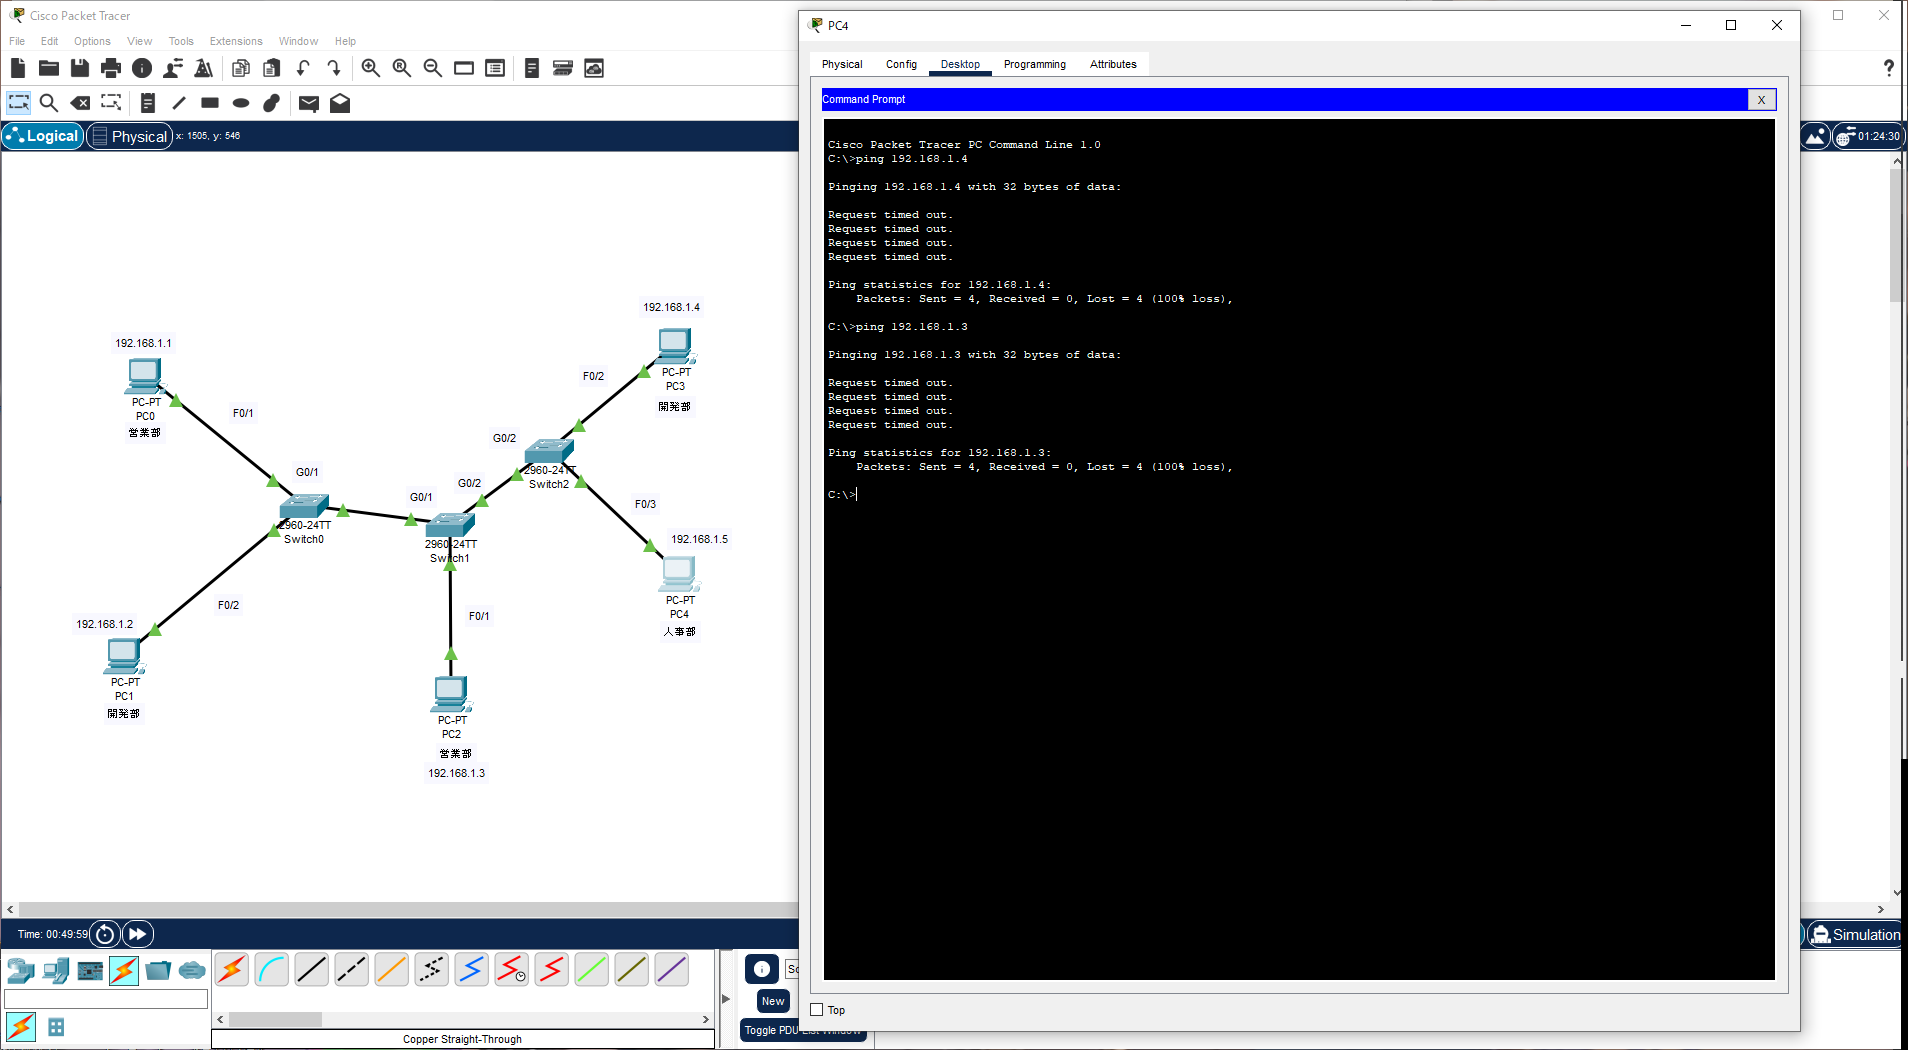 Cisco Packet Tracer
File Edit Options View Tools Extensions Window Help
Logical
Physical
x: 1505, y: 546
01:24:30
192.168.1.4
PC-PT
PC3
開発部
F0/2
192.168.1.1
PC-PT
PC0
営業部
F0/1
G0/2
2960-24TT
Switch2
G0/1
G0/2
G0/1
F0/3
2960-24TT
Switch0
2960-24TT
Switch1
192.168.1.5
PC-PT
PC4
人事部
F0/2
F0/1
192.168.1.2
PC-PT
PC1
開発部
PC-PT
PC2
営業部
192.168.1.3
Time: 00:49:59
Simulation
New
Toggle PDU List Window
Copper Straight-Through
PC4
Physical Config Desktop Programming Attributes
Command Prompt
X
Cisco Packet Tracer PC Command Line 1.0
C:\>ping 192.168.1.4
Pinging 192.168.1.4 with 32 bytes of data:
Request timed out.
Request timed out.
Request timed out.
Request timed out.
Ping statistics for 192.168.1.4:
Packets: Sent = 4, Received = 0, Lost = 4 (100% loss),
C:\>ping 192.168.1.3
Pinging 192.168.1.3 with 32 bytes of data:
Request timed out.
Request timed out.
Request timed out.
Request timed out.
Ping statistics for 192.168.1.3:
Packets: Sent = 4, Received = 0, Lost = 4 (100% loss),
C:\>
Top